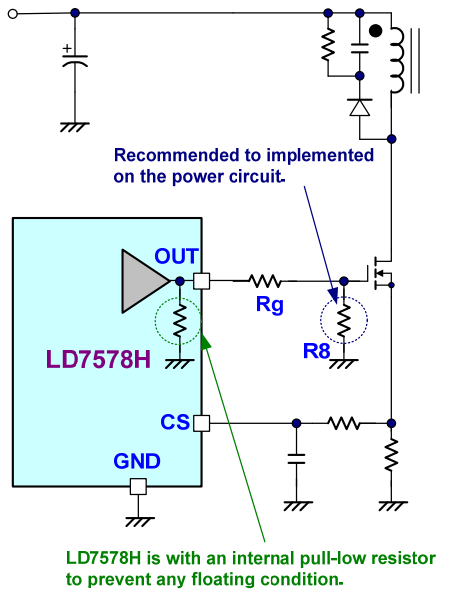 +
Recommended to implemented
on the power circuit.
OUT
Rg
R8
LD7578H
CS
GND
LD7578H is with an internal pull-low resistor
to prevent any floating condition.